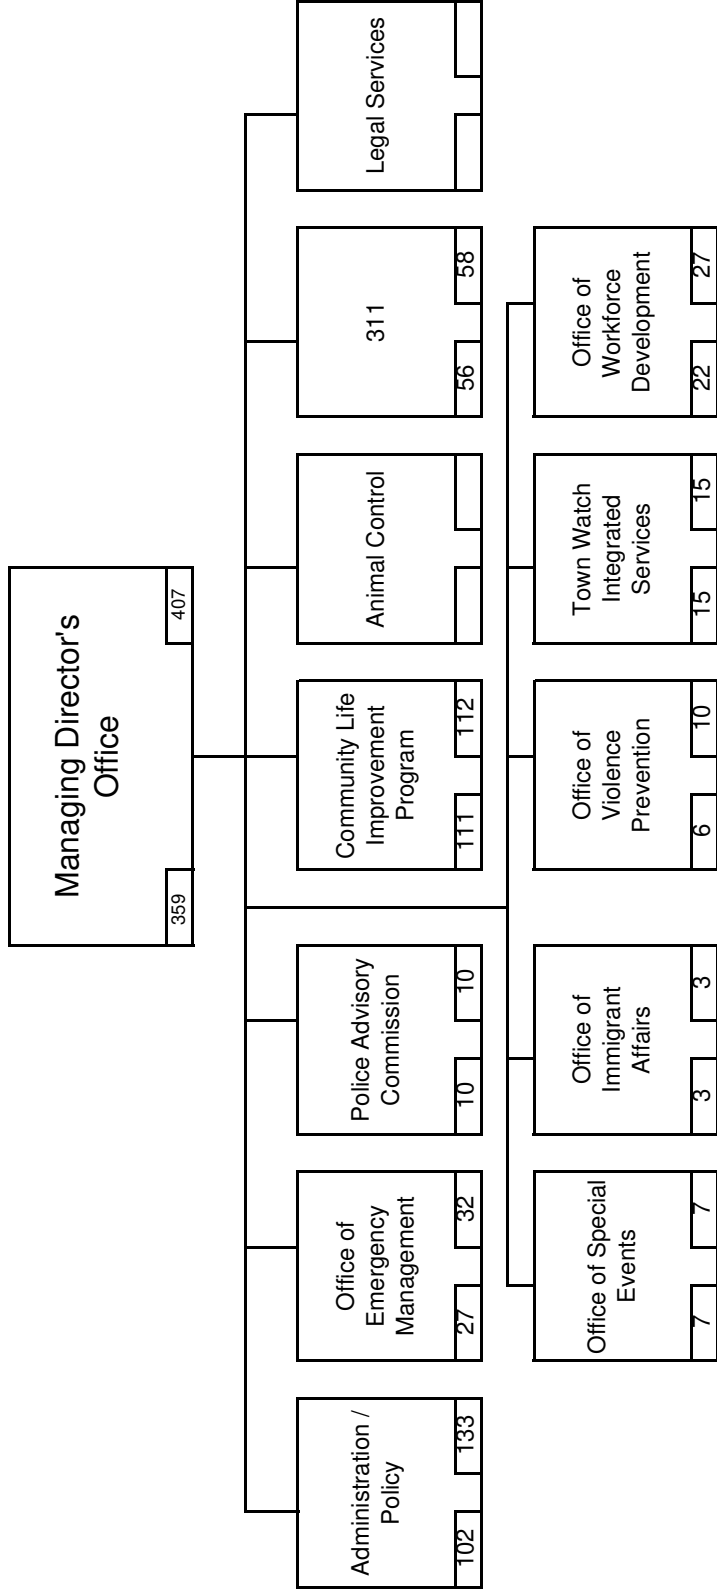 Managing Director's
Office
359
407
Administration /
Policy
102
133
Office of
Emergency
Management
27
32
Police Advisory
Commission
10
10
Community Life
Improvement
Program
111
112
Animal Control
311
56
58
Legal Services
Office of Special
Events
7
7
Office of
Immigrant
Affairs
3
3
Office of
Violence
Prevention
6
10
Town Watch
Integrated
Services
15
15
Office of
Workforce
Development
22
27